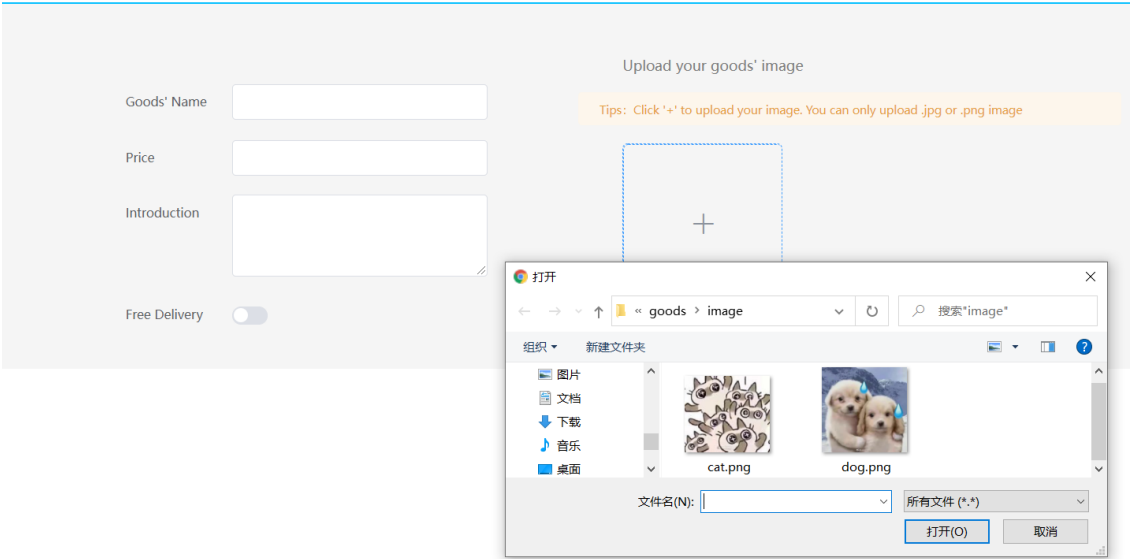 Upload your goods' image
Goods' Name
Tips：Click '+' to upload your image. You can only upload .jpg or .png image
Price
Introduction
Free Delivery
打开
« goods › image
搜索"image"
组织
新建文件夹
图片
文档
下载
音乐
桌面
cat.png
dog.png
文件名(N):
所有文件 (*.*)
打开(O)
取消